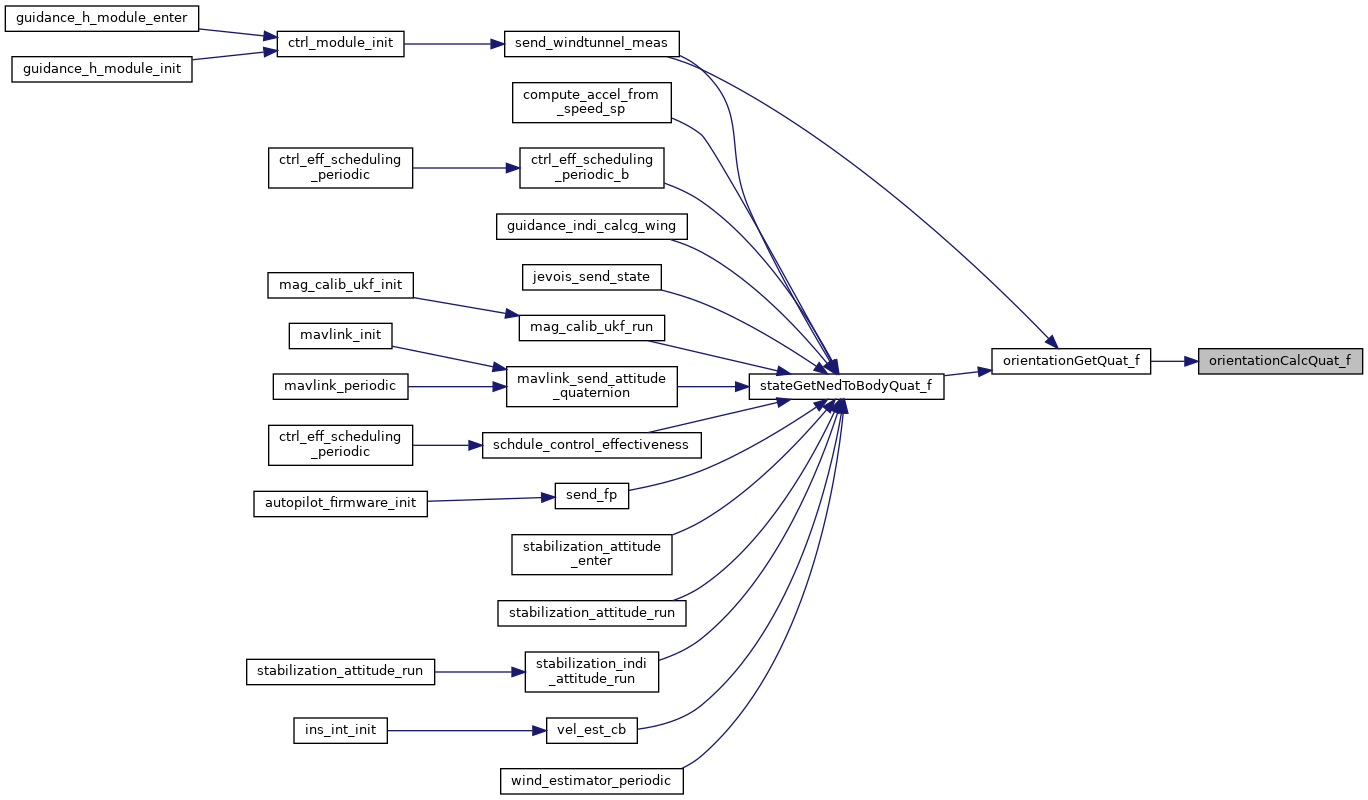 guidance_h_module_enter
guidance_h_module_init
ctrl_module_init
send_windtunnel_meas
compute_accel_from
_speed_sp
ctrl_eff_scheduling
_periodic
ctrl_eff_scheduling
_periodic_b
guidance_indi_calcg_wing
jevois_send_state
mag_calib_ukf_init
mag_calib_ukf_run
mavlink_init
mavlink_periodic
mavlink_send_attitude
_quaternion
ctrl_eff_scheduling
_periodic
schdule_control_effectiveness
autopilot_firmware_init
send_fp
stabilization_attitude
_enter
stabilization_attitude_run
stabilization_attitude_run
stabilization_indi
_attitude_run
ins_int_init
vel_est_cb
wind_estimator_periodic
stateGetNedToBodyQuat_f
orientationGetQuat_f
orientationCalcQuat_f